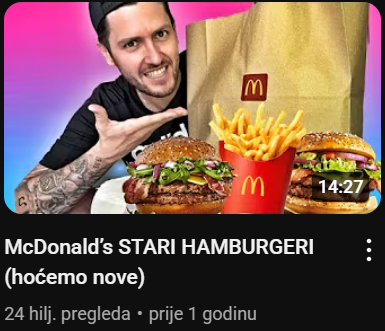 14:27
McDonald's STARI HAMBURGERI
(hoćemo nove)
24 hilj. pregleda • prije 1 godinu